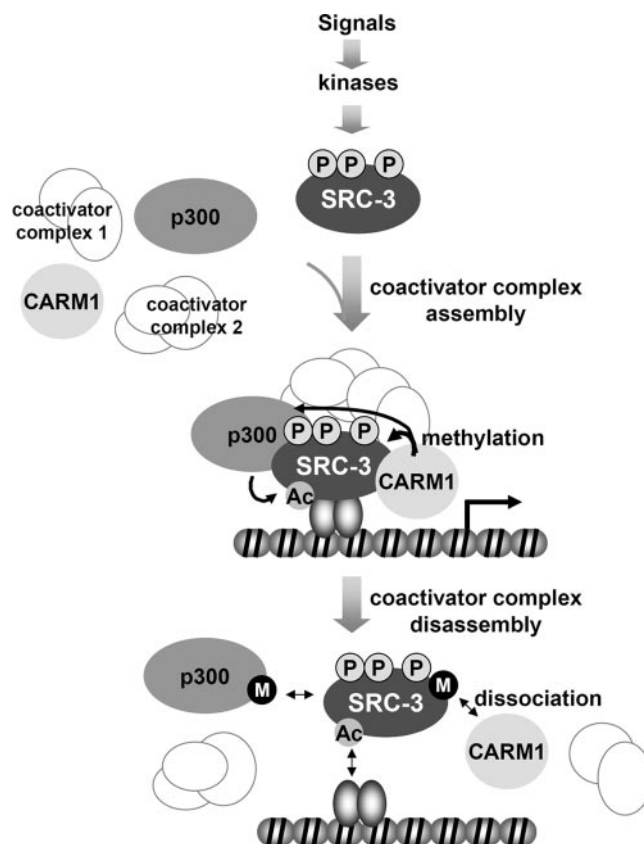 Signals
kinases
P P P
SRC-3
coactivator
complex 1
p300
CARM1
coactivator
complex 2
coactivator complex
assembly
p300
P P P
methylation
SRC-3
CARM1
Ac
coactivator complex
disassembly
p300
M
P P P
M
dissociation
SRC-3
Ac
CARM1